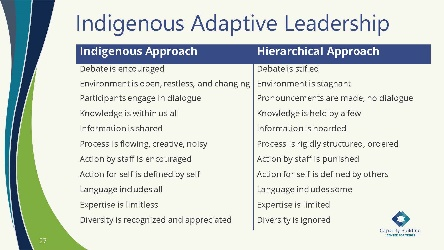 Indigenous Adaptive Leadership
Indigenous Approach Hierarchical Approach
Debate is encouraged Debate is stifled
Environment is open, restless, and changing Environment is stagnant
Participants engage in dialogue Pronouncements are made, no dialogue
Knowledge is within us all Knowledge is held by a few
Information is shared Information is hoarded
Process is flowing, creative, noisy Process is rigidly structured, ordered
Action by staff is encouraged Action by staff is punished
Action for self is defined by self Action for self is defined by others
Language includes all Language includes some
Expertise is limitless Expertise is limited
Diversity is recognized and appreciated Diversity is ignored
Capacity Building